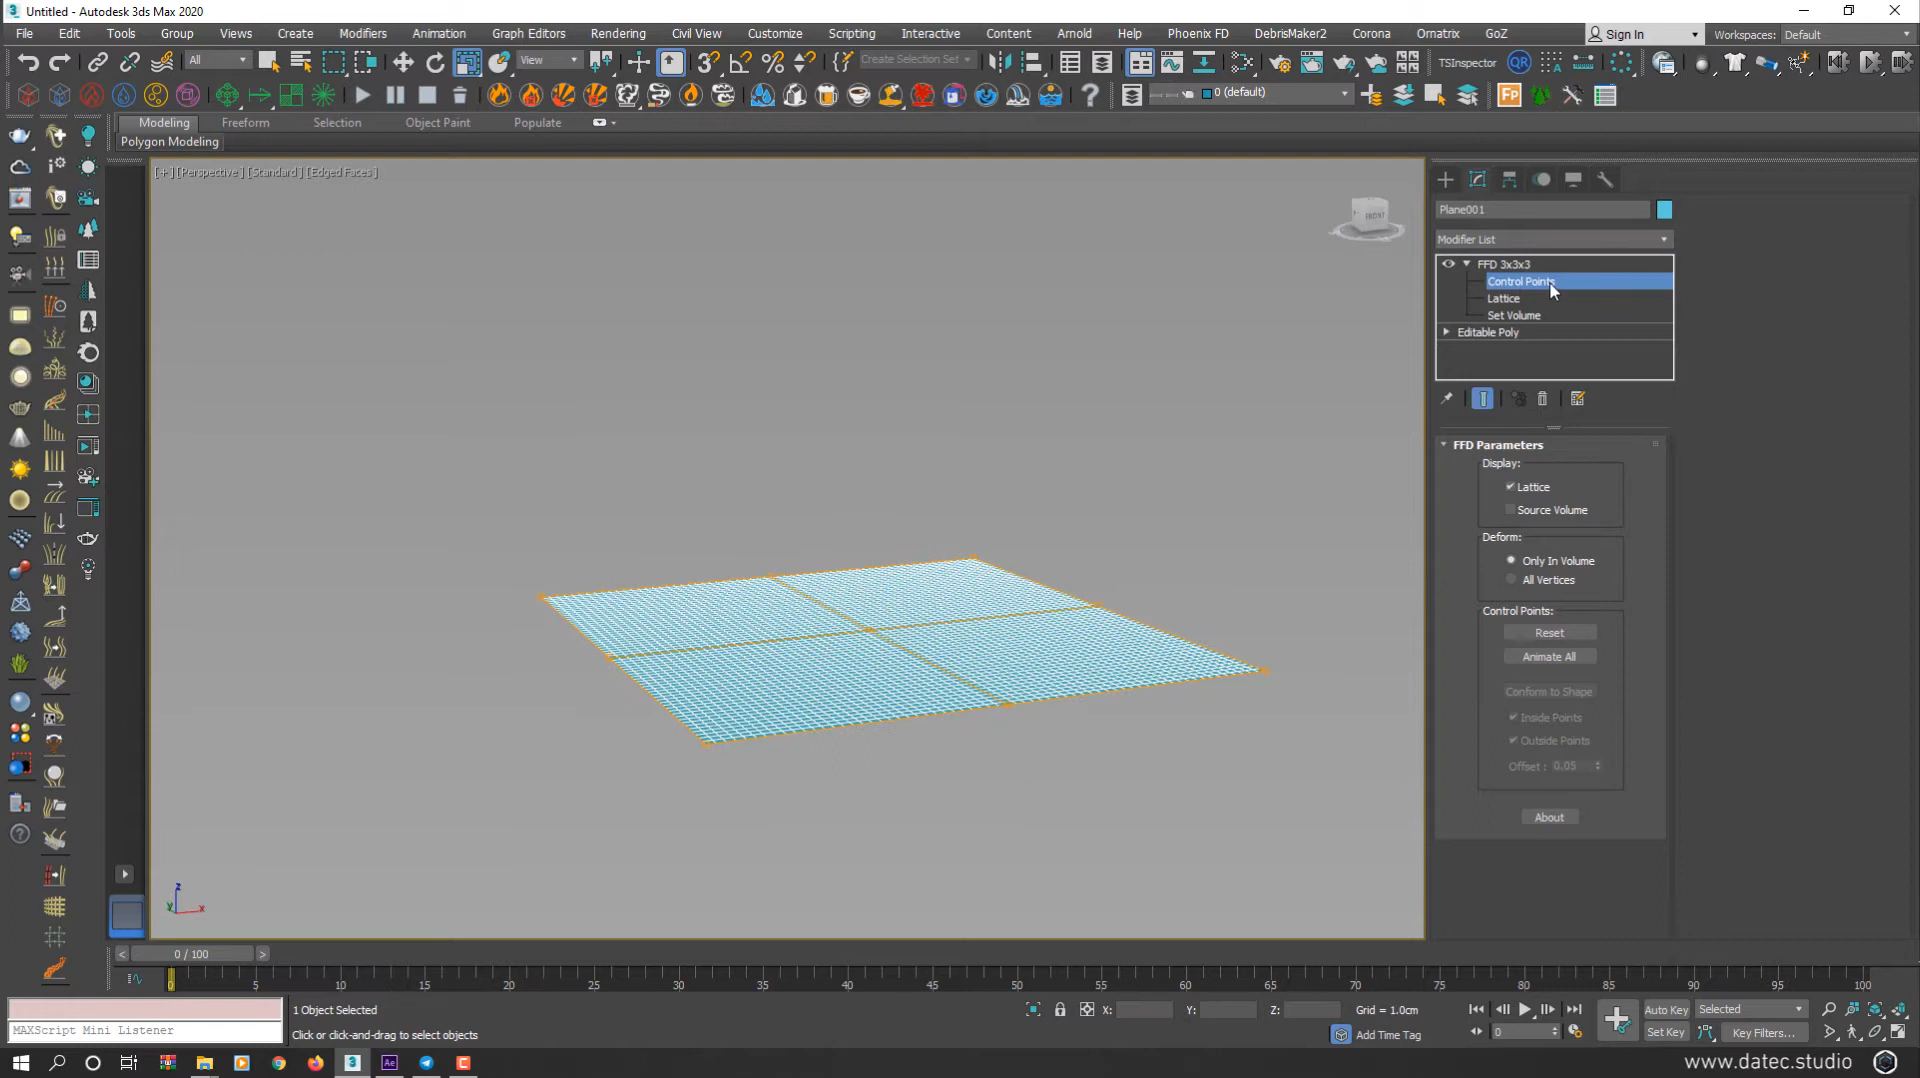 Untitled - Autodesk 3ds Max 2020
File Edit Tools Group Views Create Modifiers Animation Graph Editors Rendering Civil View Customize Scripting Interactive Content Arnold Help Phoenix FD DebrisMaker2 Corona Ornatrix GoZ
Sign In
Workspaces: Default
All
View
Create Selection Set
TSInspector
QR
0 (default)
FP
Modeling Freeform Selection Object Paint Populate
Polygon Modeling
[+] [Perspective] [Standard] [Edged Faces]
FRONT
Plane001
Modifier List
FFD 3x3x3
Control Points
Lattice
Set Volume
Editable Poly
FFD Parameters
Display:
Lattice
Source Volume
Deform:
Only In Volume
All Vertices
Control Points:
Reset
Animate All
Conform to Shape
Inside Points
Outside Points
Offset : 0.05
About
z
y x
< 0 / 100 >
0 5 10 15 20 25 30 35 40 45 50 55 60 65 70 75 80 85 90 95 100
1 Object Selected
X: Y: Z: Grid = 1.0cm
Auto Key Selected
MAXScript Mini Listener
Click or click-and-drag to select objects
Add Time Tag
0
Set Key Key Filters...
3
Ae
C
www.datec.studio